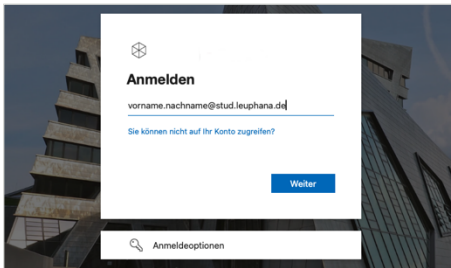 Anmelden
vorname.nachname@stud.leuphana.de
Sie können nicht auf Ihr Konto zugreifen?
Weiter
Anmeldeoptionen